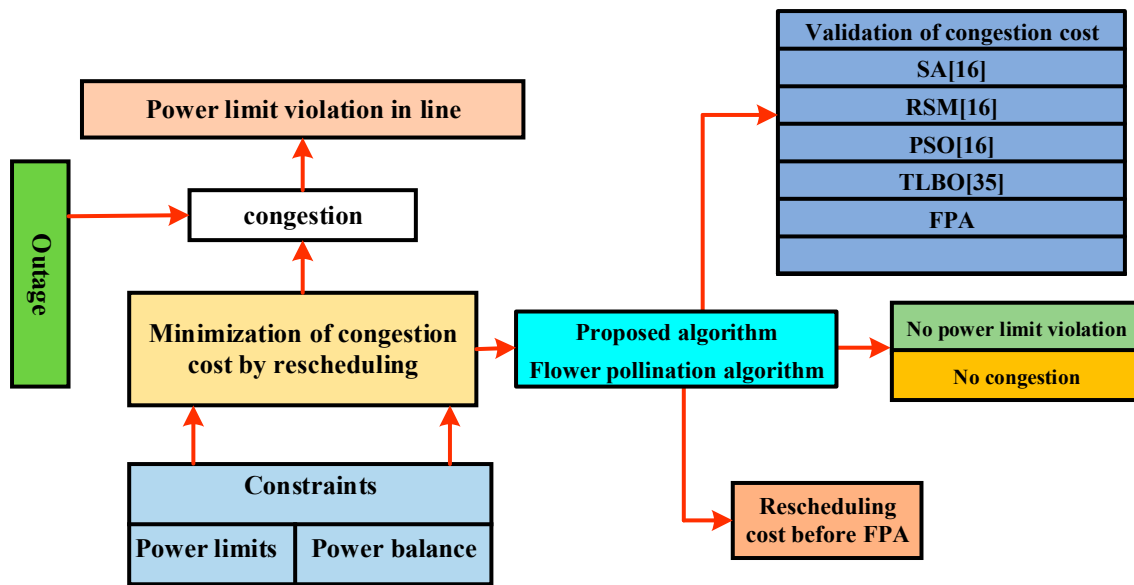 Validation of congestion cost
SA[16]
RSM[16]
PSO[16]
TLBO[35]
FPA
Power limit violation in line
congestion
Outage
Minimization of congestion
cost by rescheduling
Proposed algorithm
Flower pollination algorithm
No power limit violation
No congestion
Constraints
Power limits
Power balance
Rescheduling
cost before FPA